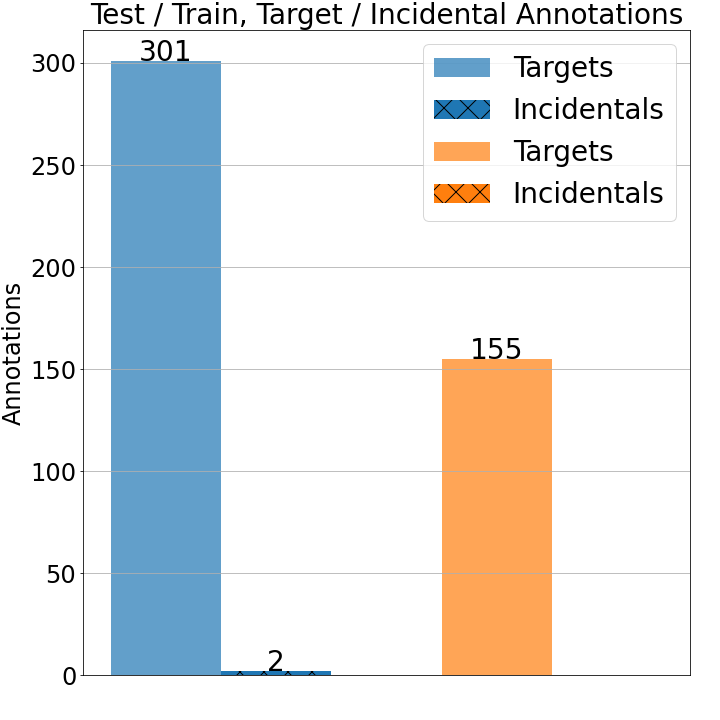 Test / Train, Target / Incidental Annotations
301
Targets
Incidentals
Targets
Incidentals
300
250
200
150
100
50
0
155
2
Annotations